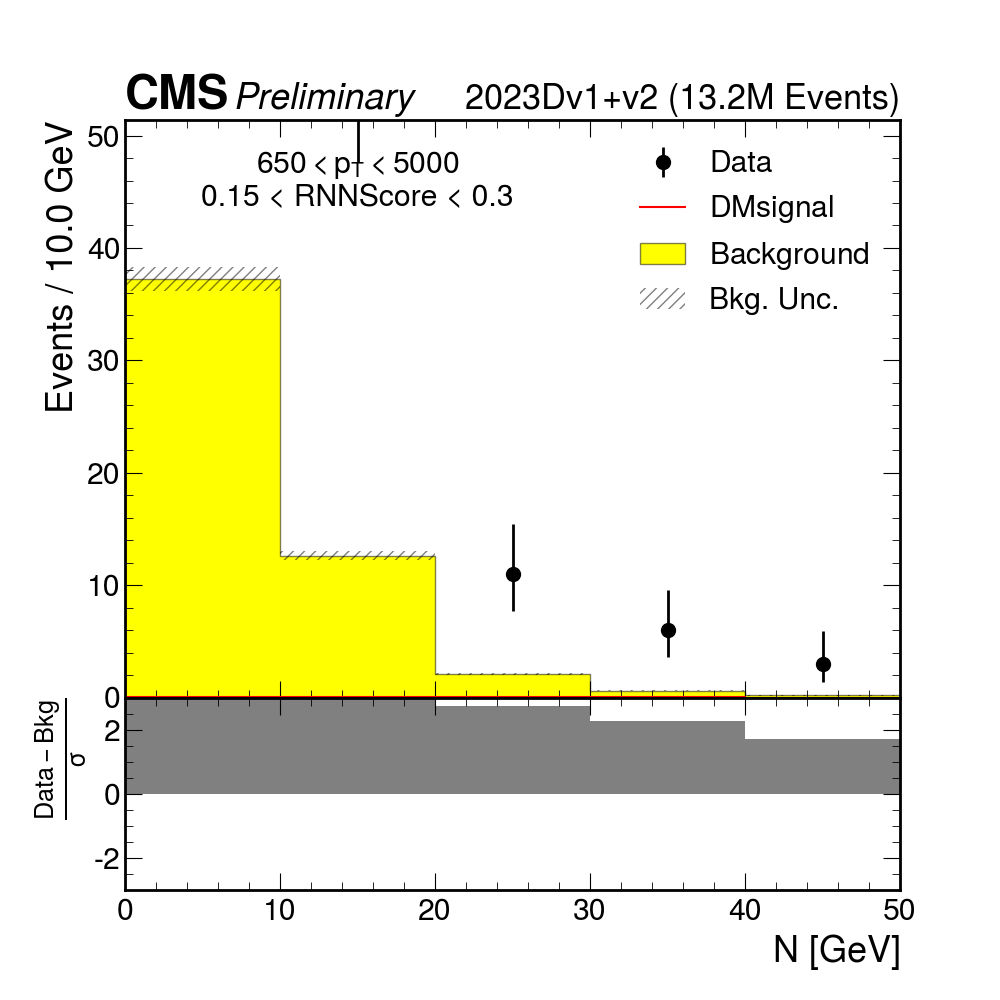 CMS Preliminary 2023Dv1+v2 (13.2M Events)
Events / 10.0 GeV
650 < pT < 5000
0.15 < RNNScore < 0.3
Data
DMsignal
Background
Bkg. Unc.
50
40
30
20
10
0
Data − Bkg
σ
2
0
-2
0 10 20 30 40 50
N [GeV]